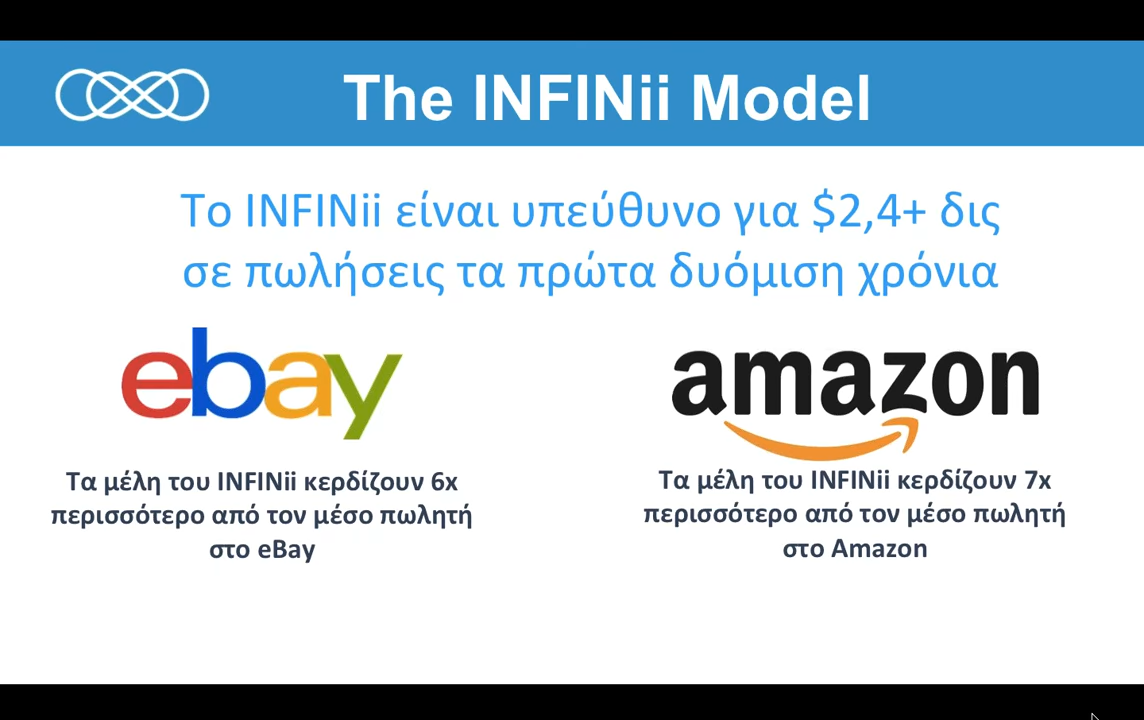 The INFINii Model
Το INFINii είναι υπεύθυνο για $2,4+ δις
σε πωλήσεις τα πρώτα δυόμιση χρόνια
ebay
Τα μέλη του INFINii κερδίζουν 6x
περισσότερο από τον μέσο πωλητή
στο eBay
amazon
Τα μέλη του INFINii κερδίζουν 7x
περισσότερο από τον μέσο πωλητή
στο Amazon